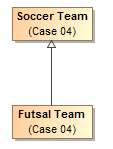 Soccer Team
(Case 04)
Futsal Team
(Case 04)